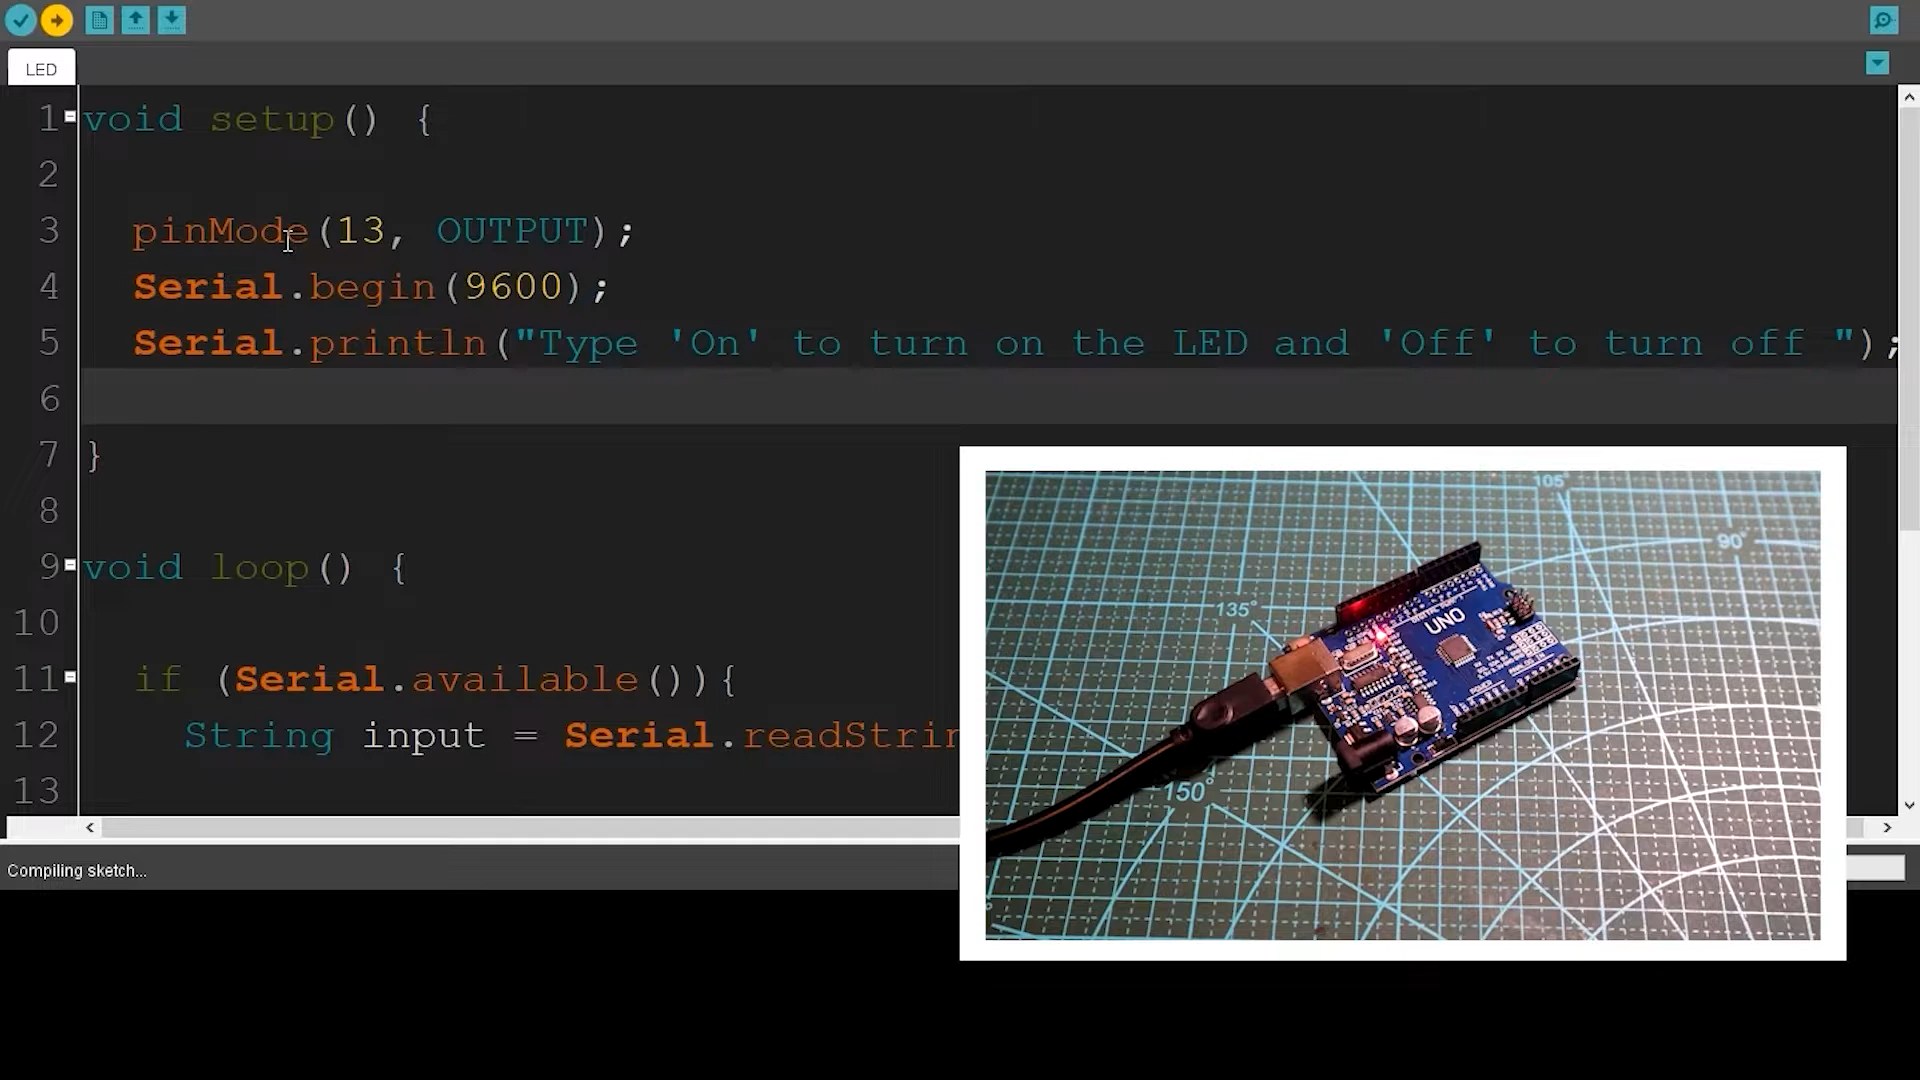 LED
1 void setup() {
2
3 pinMode(13, OUTPUT);
4 Serial.begin(9600);
5 Serial.println("Type 'On' to turn on the LED and 'Off' to turn off ");
6
7 }
8
9 void loop() {
10
11 if (Serial.available()){
12 String input = Serial.readStrin
13
Compiling sketch...
105°
90°
135°
UNO
POWER
150°